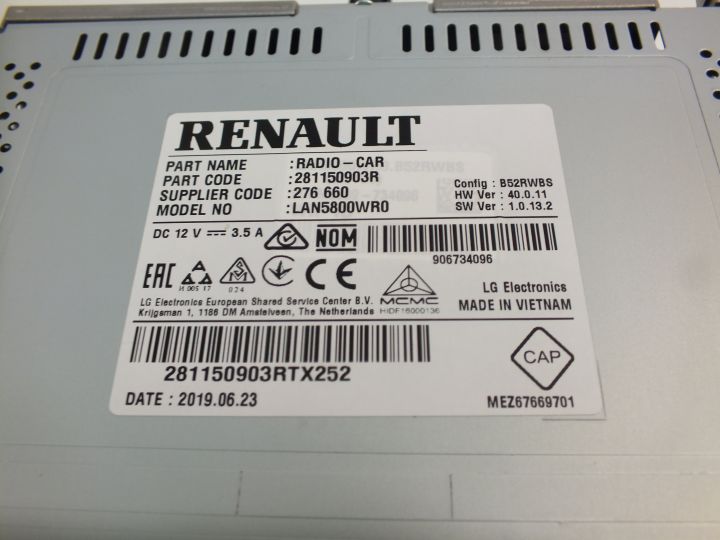 RENAULT
PART NAME : RADIO-CAR
PART CODE : 281150903R
SUPPLIER CODE : 276 660
MODEL NO : LAN5800WR0
Config : B52RWBS
HW Ver : 40.0.11
SW Ver : 1.0.13.2
DC 12 V 3.5 A
NOM
906734096
EAC
024
CE
MCMC
HIDF16000136
LG Electronics
MADE IN VIETNAM
LG Electronics European Shared Service Center B.V.
Krijgsman 1, 1186 DM Amstelveen, The Netherlands
281150903RTX252
CAP
DATE : 2019.06.23
MEZ67669701